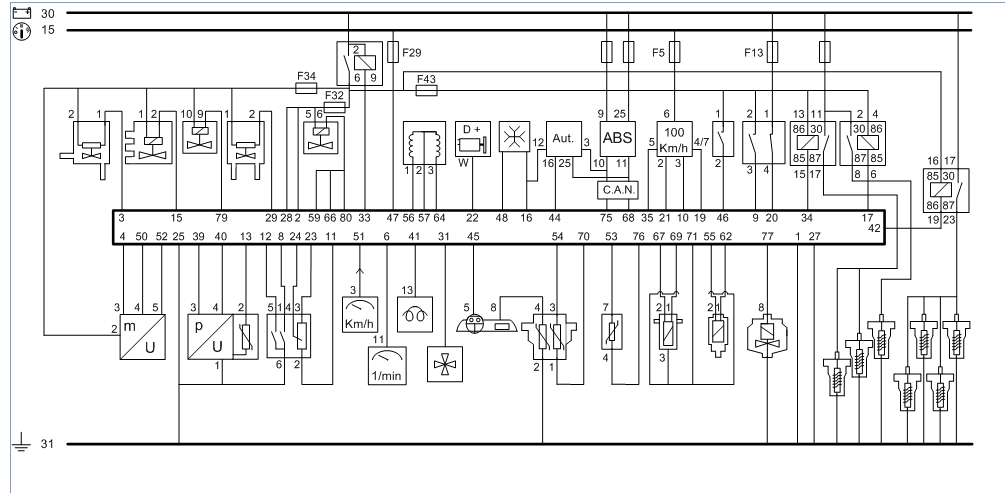 30
15
2
6 9
F29
F5
F13
F34
F43
F32
2 1
1 2
10 9
1 2
5 6
D +
W
12 Aut. 3
16 25
9 25
ABS
10 11
C.A.N.
6
100
Km/h
5 4/7
2 3
1
2
2 1
3 4
13 11
86 30
85 87
15 17
2 4
30 86
87 85
8 6
16 17
85 30
86 87
19 23
1 2 3
3 15 79 29 28 2 59 66 80 33 47 56 57 64 22 48 16 44 75 68 35 21 10 19 46 9 20 34 17
42
4 50 52 25 39 40 13 12 8 24 23 11 51 6 41 31 45 54 70 53 76 67 69 71 55 62 77 1 27
3 4 5
m
U
2
3 4 2
p
U
1
5 1 4 3
6 2
3
Km/h
11
1/min
13
5 8
4 3
2 1
7
4
2 1
3
2 1
8
31